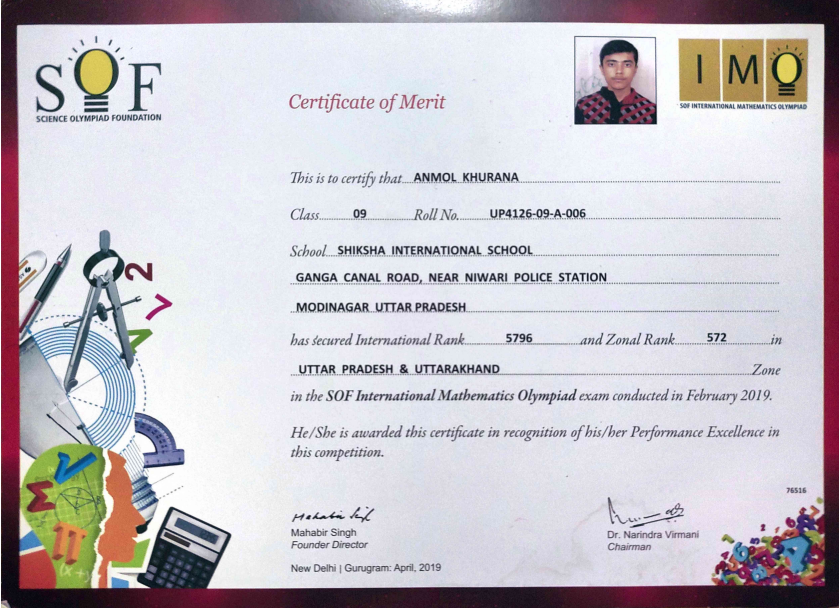 SOF
SCIENCE OLYMPIAD FOUNDATION
IMO
SOF INTERNATIONAL MATHEMATICS OLYMPIAD
Certificate of Merit
This is to certify that ANMOL KHURANA
Class 09 Roll No. UP4126-09-A-006
School SHIKSHA INTERNATIONAL SCHOOL
GANGA CANAL ROAD, NEAR NIWARI POLICE STATION
MODINAGAR UTTAR PRADESH
has secured International Rank 5796 and Zonal Rank 572 in
UTTAR PRADESH & UTTARAKHAND Zone
in the SOF International Mathematics Olympiad exam conducted in February 2019.
He/She is awarded this certificate in recognition of his/her Performance Excellence in
this competition.
76516
Mahabir Singh
Mahabir Singh
Founder Director
Dr. Narindra Virmani
Chairman
New Delhi | Gurugram: April, 2019